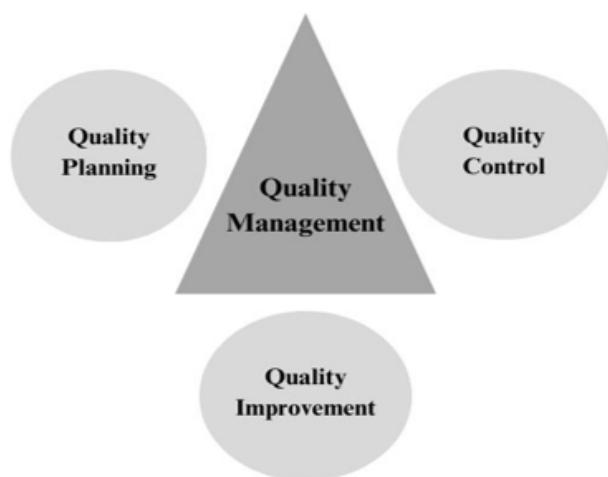 Quality
Planning
Quality
Management
Quality
Control
Quality
Improvement